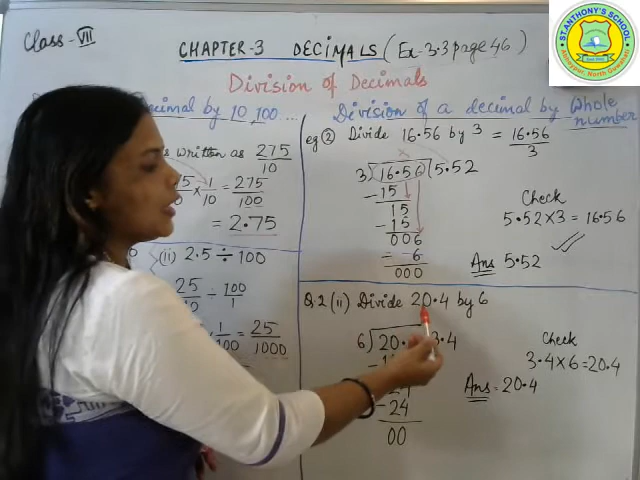 Class - VII
CHAPTER-3 DECIMALS (Ex-3.3 page 46)
ST. ANTHONY'S SCHOOL
North Guwahati
Division of Decimals
decimal by 10, 100...
written as 275/10
× 1/10 = 275/100
= 2.75
(ii) 2.5 ÷ 100
25/10 ÷ 100/1
= 25/1000
Division of a decimal by Whole number
eg ② Divide 16.56 by 3 = 16.56/3
3) 16.56 (5.52
- 15
15
- 15
006
= - 6
000
Check
5.52 × 3 = 16.56
Ans 5.52
Q 2 (ii) Divide 20.4 by 6
6) 20. 3.4
- 24
00
Check
3.4 × 6 = 20.4
Ans = 20.4